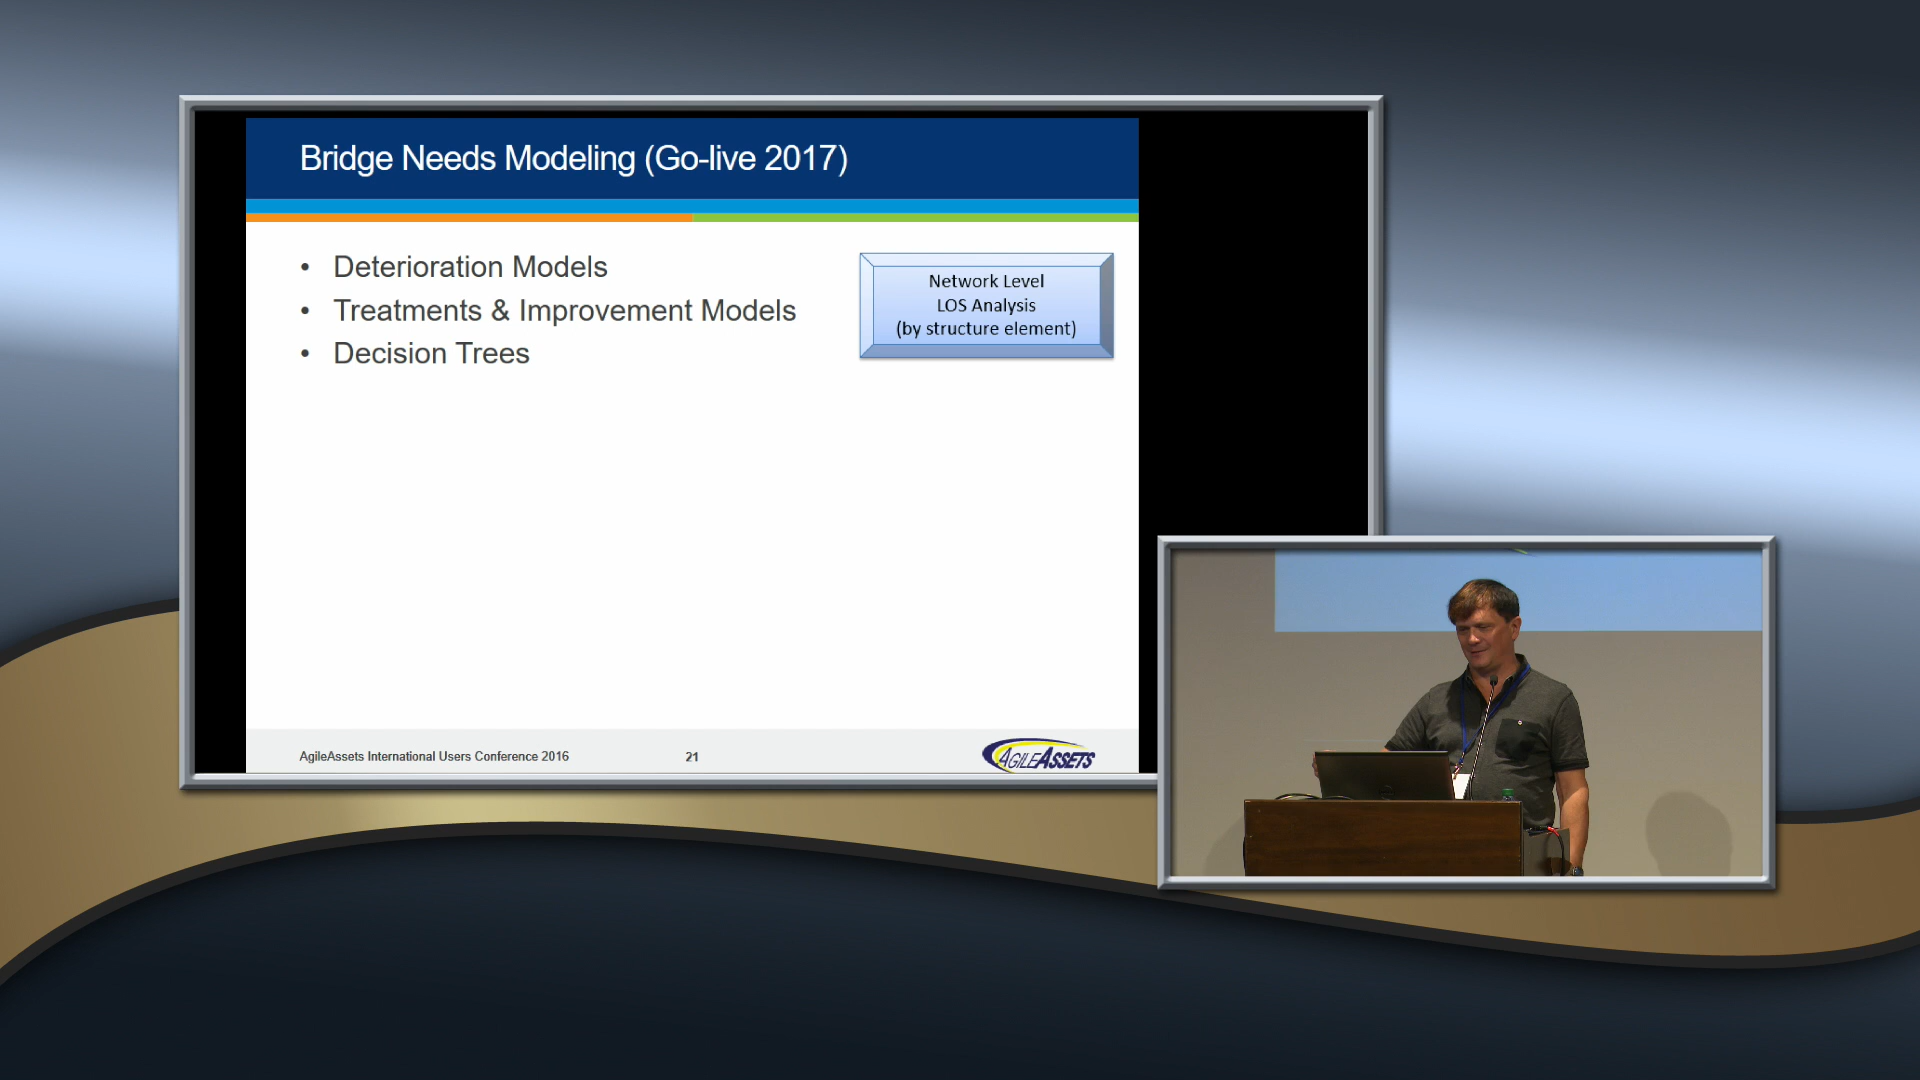 Bridge Needs Modeling (Go-live 2017)
• Deterioration Models
• Treatments & Improvement Models
• Decision Trees
Network Level
LOS Analysis
(by structure element)
AgileAssets International Users Conference 2016
21
AGILEASSETS